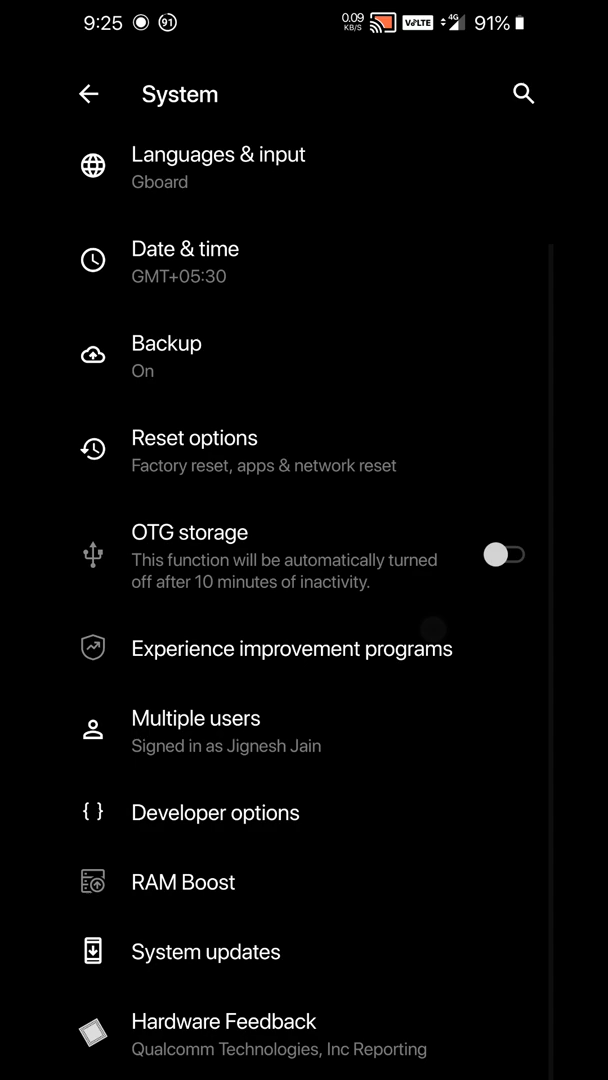 9:25 91 0.09 KB/S VoLTE 4G 91%
System
Languages & input
Gboard
Date & time
GMT+05:30
Backup
On
Reset options
Factory reset, apps & network reset
OTG storage
This function will be automatically turned
off after 10 minutes of inactivity.
Experience improvement programs
Multiple users
Signed in as Jignesh Jain
{ } Developer options
RAM Boost
System updates
Hardware Feedback
Qualcomm Technologies, Inc Reporting